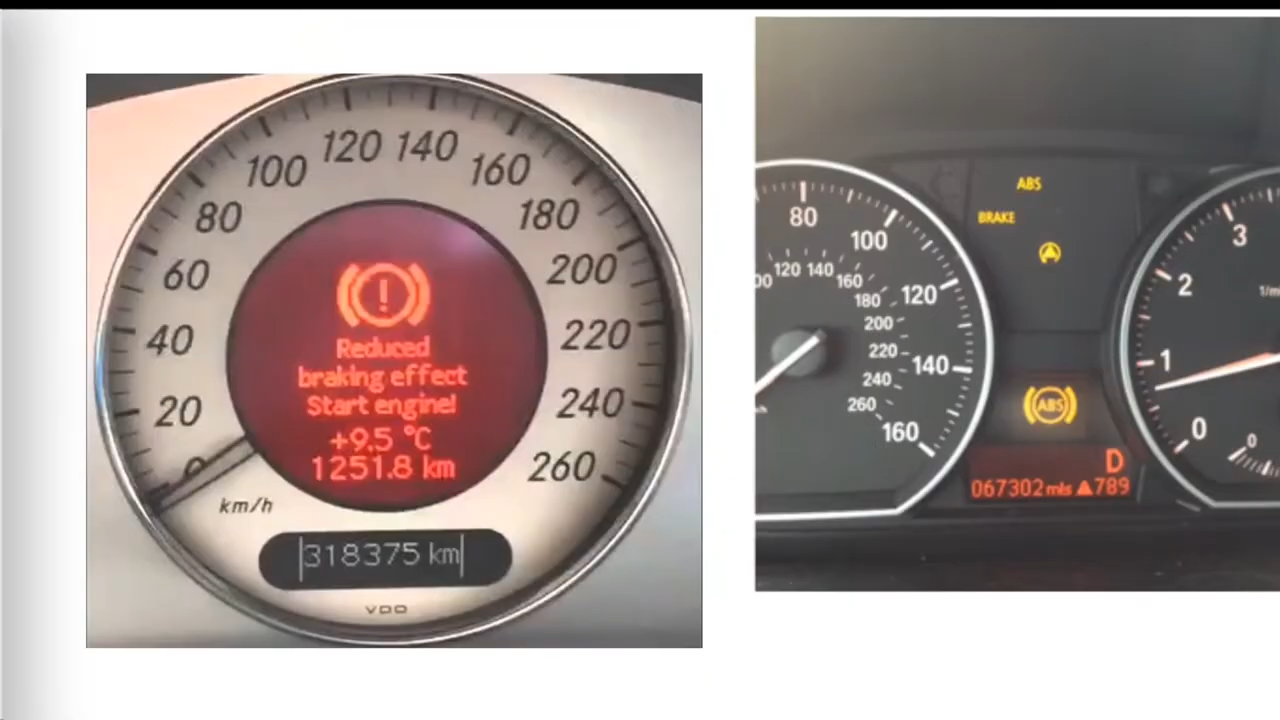 120 140
100 160
80 180
60 200
40 220
20 240
0 260
km/h
!
Reduced
braking effect
Start engine!
+9.5 °C
1251.8 km
318375 km
VDO
80
100
120
140
160
120 140
160
180
200
220
240
260
ABS
BRAKE
ABS
D
067302 mls ▲789
3
2
1
0
0